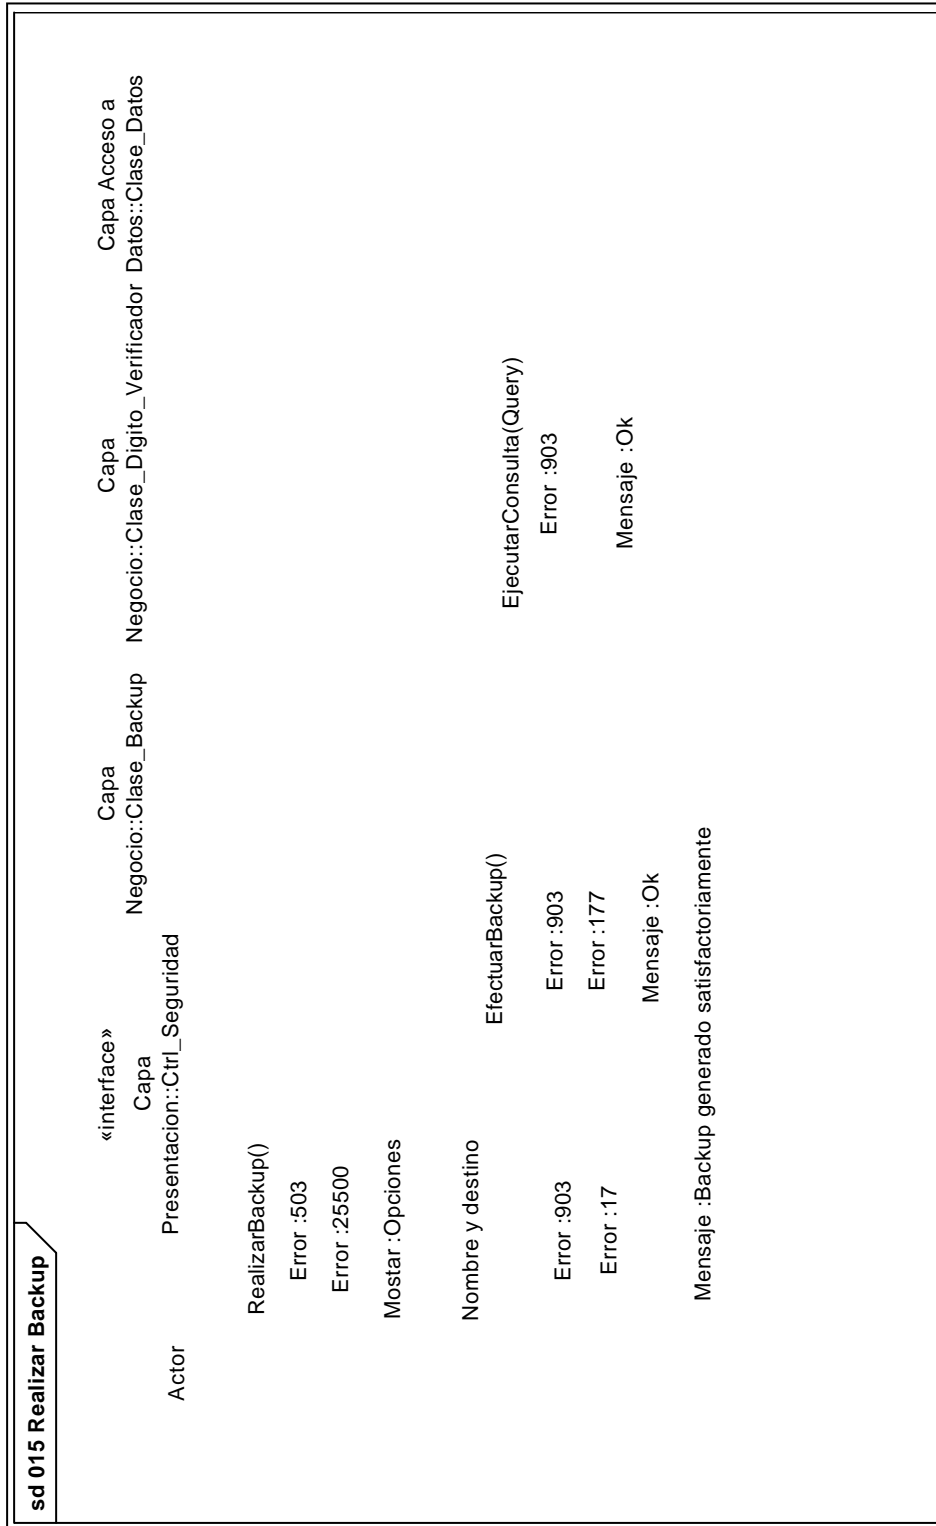 sd 015 Realizar Backup
Actor
«interface»
Capa
Presentacion::Ctrl_Seguridad
Capa
Negocio::Clase_Backup
Capa
Negocio::Clase_Digito_Verificador
Capa Acceso a
Datos::Clase_Datos
RealizarBackup()
Error :503
Error :25500
Mostar :Opciones
Nombre y destino
EfectuarBackup()
EjecutarConsulta(Query)
Error :903
Error :903
Error :903
Error :177
Error :17
Mensaje :Ok
Mensaje :Ok
Mensaje :Backup generado satisfactoriamente